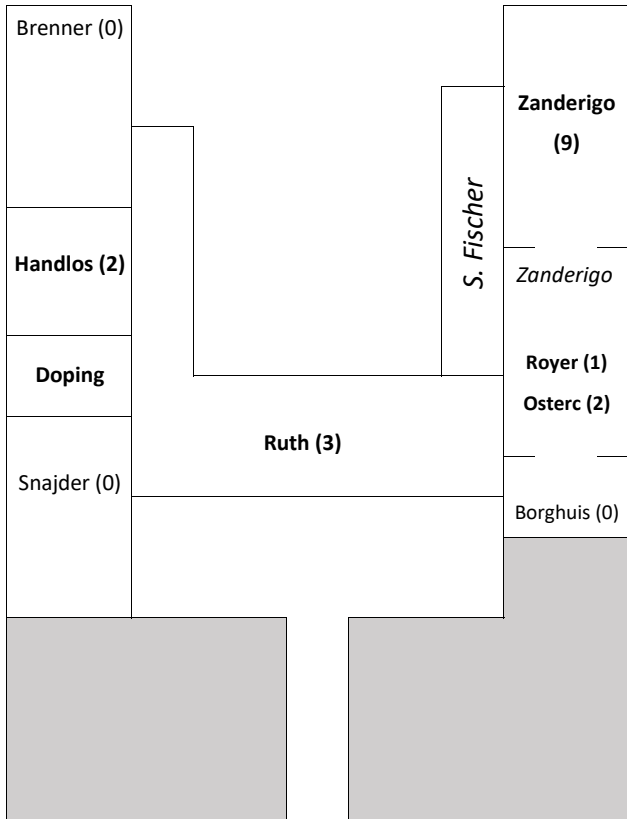 Brenner (0)
Zanderigo
(9)
S. Fischer
Handlos (2)
Zanderigo
Doping
Royer (1)
Osterc (2)
Ruth (3)
Snajder (0)
Borghuis (0)